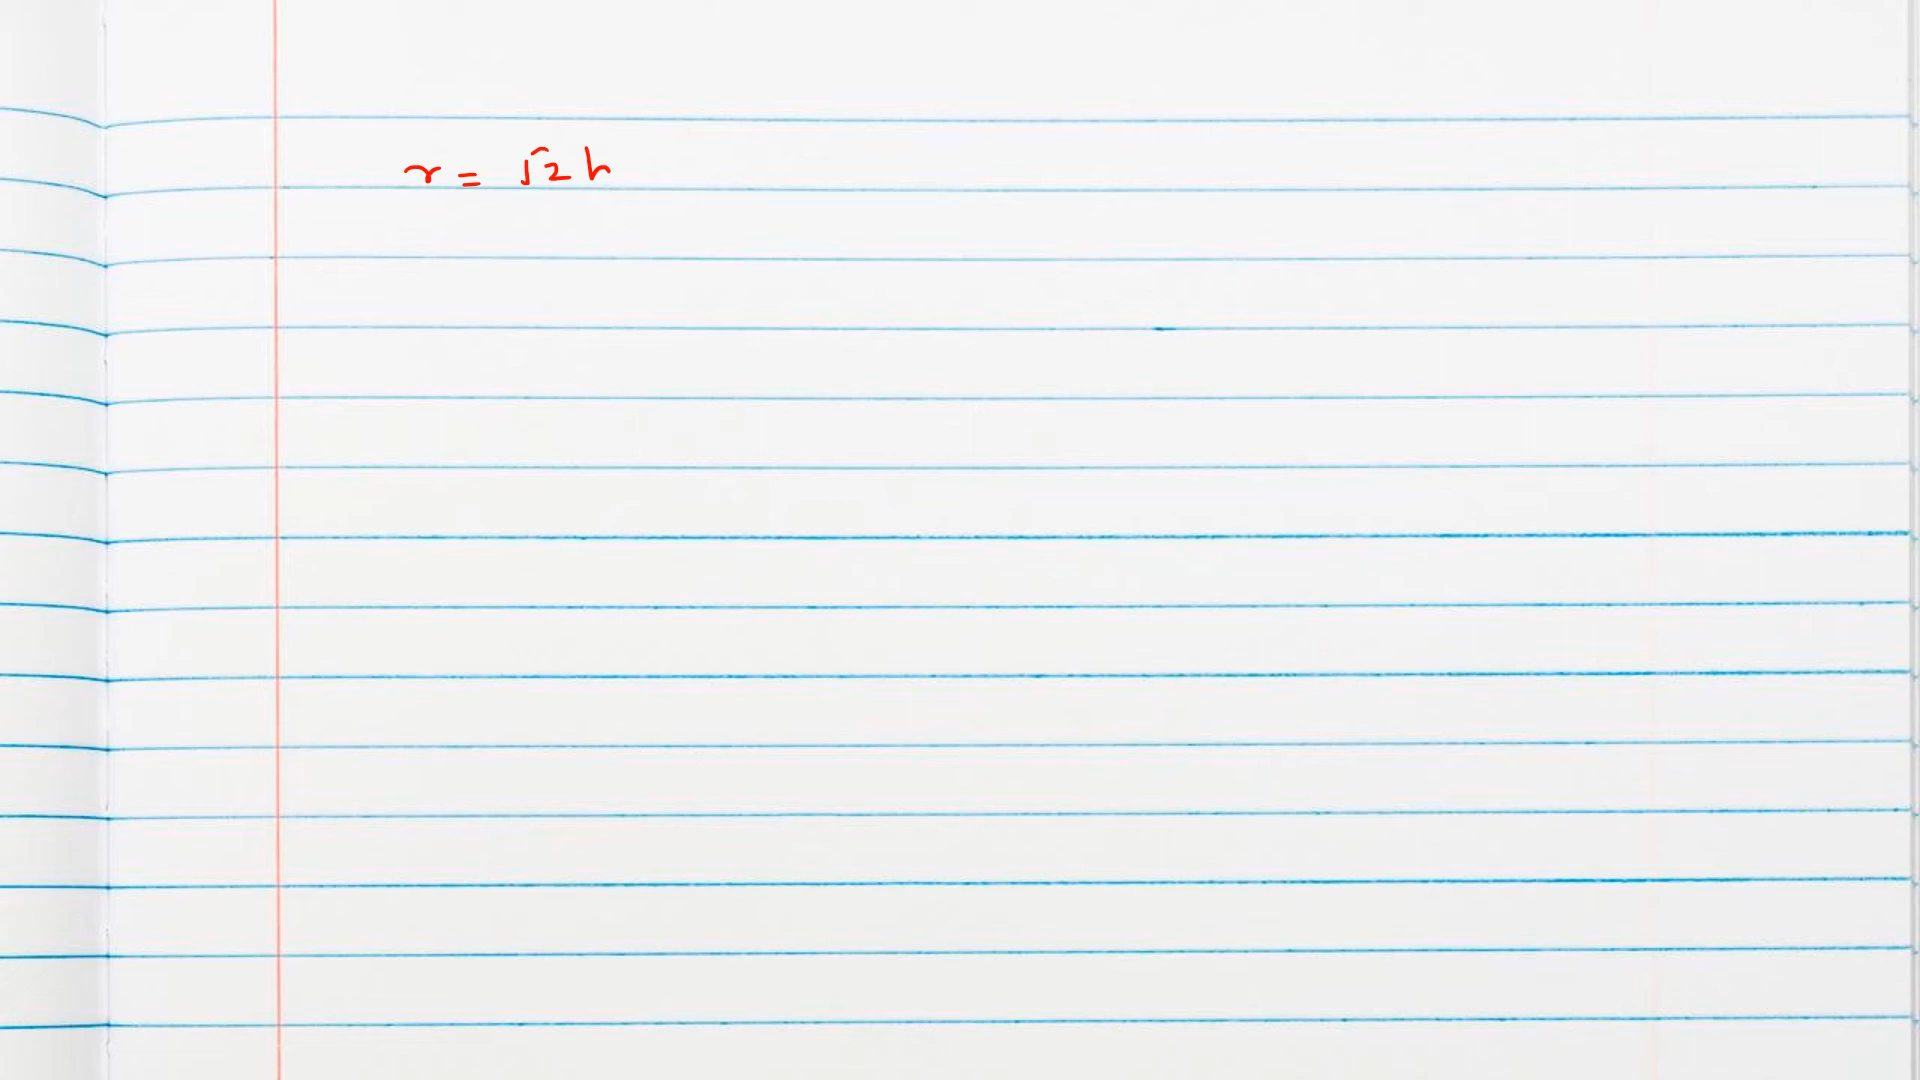 r = √2 h